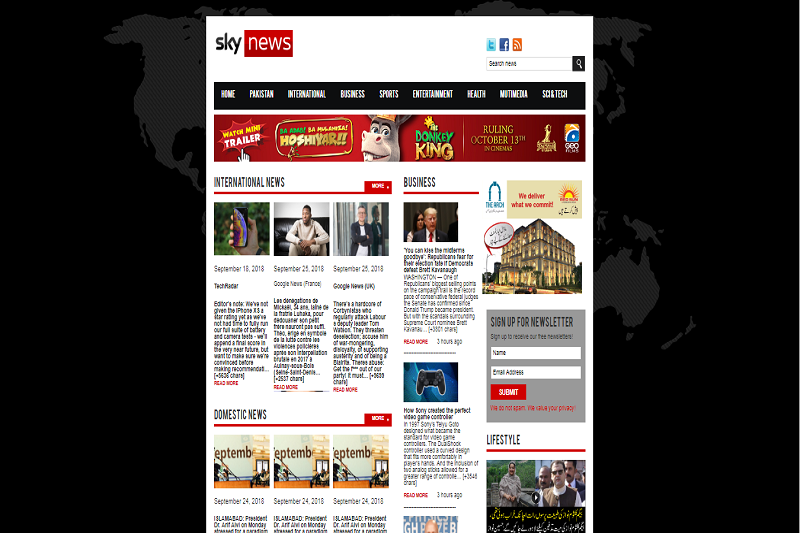 sky news
Search news
HOME PAKISTAN INTERNATIONAL BUSINESS SPORTS ENTERTAINMENT HEALTH MUTIMEDIA SCI & TECH
WATCH MINI
TRAILER
HOSHIYAR!!
THE
DONKEY
KING
RULING
OCTOBER 13TH
IN CINEMAS
GEO
FILMS
INTERNATIONAL NEWS
MORE
September 18, 2018
TechRadar
Editor's note: We've not
given the iPhone XS a
star rating yet as we've
not had time to fully run
our full suite of battery
and camera tests – we'll
append a final score in
the very near future, but
want to make sure we're
convinced before
making recommendati…
READ MORE
September 25, 2018
Google News (France)
Les dénégations de
Mickaël, 34 ans, laîné de
la fratrie Luhaka, pour
dédouaner son petit
frère nauront pas suffi.
Théo, érigé en symbole
de la lutte contre les
violences policières
après son interpellation
brutale en 2017 à
Aulnay-sous-Bois
(Seine-Saint-Denis…
[+2537 chars]
READ MORE
September 25, 2018
Google News (UK)
There's a hardcore of
Corbynistas who
regularly attack Labour
s deputy leader Tom
Watson. They threaten
deselection; accuse him
of war-mongering,
disloyalty, of supporting
austerity and of being a
Blairite. Theres abuse:
Get the f*** out of our
party! It must…
READ MORE
DOMESTIC NEWS
MORE
eptemb
September 24, 2018
ISLAMABAD: President
Dr. Arif Alvi on Monday
stressed for a paradigm
eptemb
September 24, 2018
ISLAMABAD: President
Dr. Arif Alvi on Monday
stressed for a paradigm
eptemb
September 24, 2018
ISLAMABAD: President
Dr. Arif Alvi on Monday
stressed for a paradigm
BUSINESS
'You can kiss the midterms
goodbye': Republicans fear for
their election fate if Democrats
defeat Brett Kavanaugh
WASHINGTON — One of
Republicans' biggest selling points
on the campaign trail is the record
pace of conservative federal judges
the Senate has confirmed since
Donald Trump became president.
But with the scandals surrounding
Supreme Court nominee Brett
Kavanau…
READ MORE 3 hours ago
How Sony created the perfect
video game controller
In 1997 Sony's Teiyu Goto
designed what became the
standard for video game
controllers. The DualShock
controller used a curved design
that fits more comfortably in
player's hands. And the inclusion of
two analog sticks allowed for a
greater range of controlle…
READ MORE 3 hours ago
THE ARCH
We deliver
what we commit!
SIGN UP FOR NEWSLETTER
Sign up to receive our free newsletters!
Name
Email Address
SUBMIT
We do not spam. We value your privacy!
LIFESTYLE